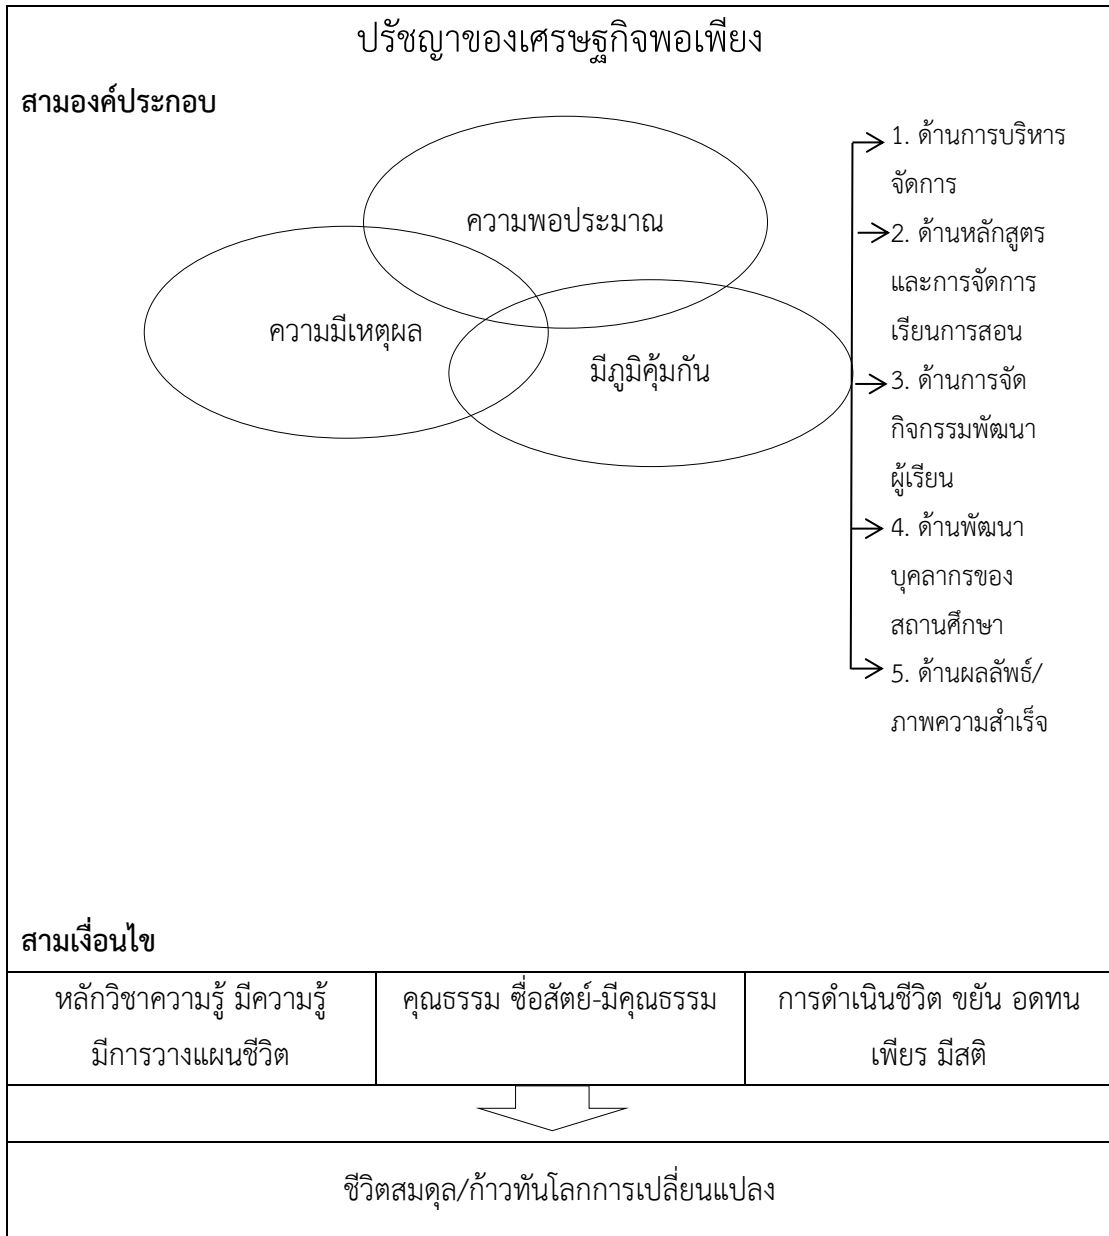 ปรัชญาของเศรษฐกิจพอเพียง
สามองค์ประกอบ
ความพอประมาณ
ความมีเหตุผล
มีภูมิคุ้มกัน
1. ด้านการบริหาร
จัดการ
2. ด้านหลักสูตร
และการจัดการ
เรียนการสอน
3. ด้านการจัด
กิจกรรมพัฒนา
ผู้เรียน
4. ด้านพัฒนา
บุคลากรของ
สถานศึกษา
5. ด้านผลลัพธ์/
ภาพความสำเร็จ
สามเงื่อนไข
หลักวิชาความรู้ มีความรู้
มีการวางแผนชีวิต
คุณธรรม ซื่อสัตย์-มีคุณธรรม
การดำเนินชีวิต ขยัน อดทน
เพียร มีสติ
ชีวิตสมดุล/ก้าวทันโลกการเปลี่ยนแปลง